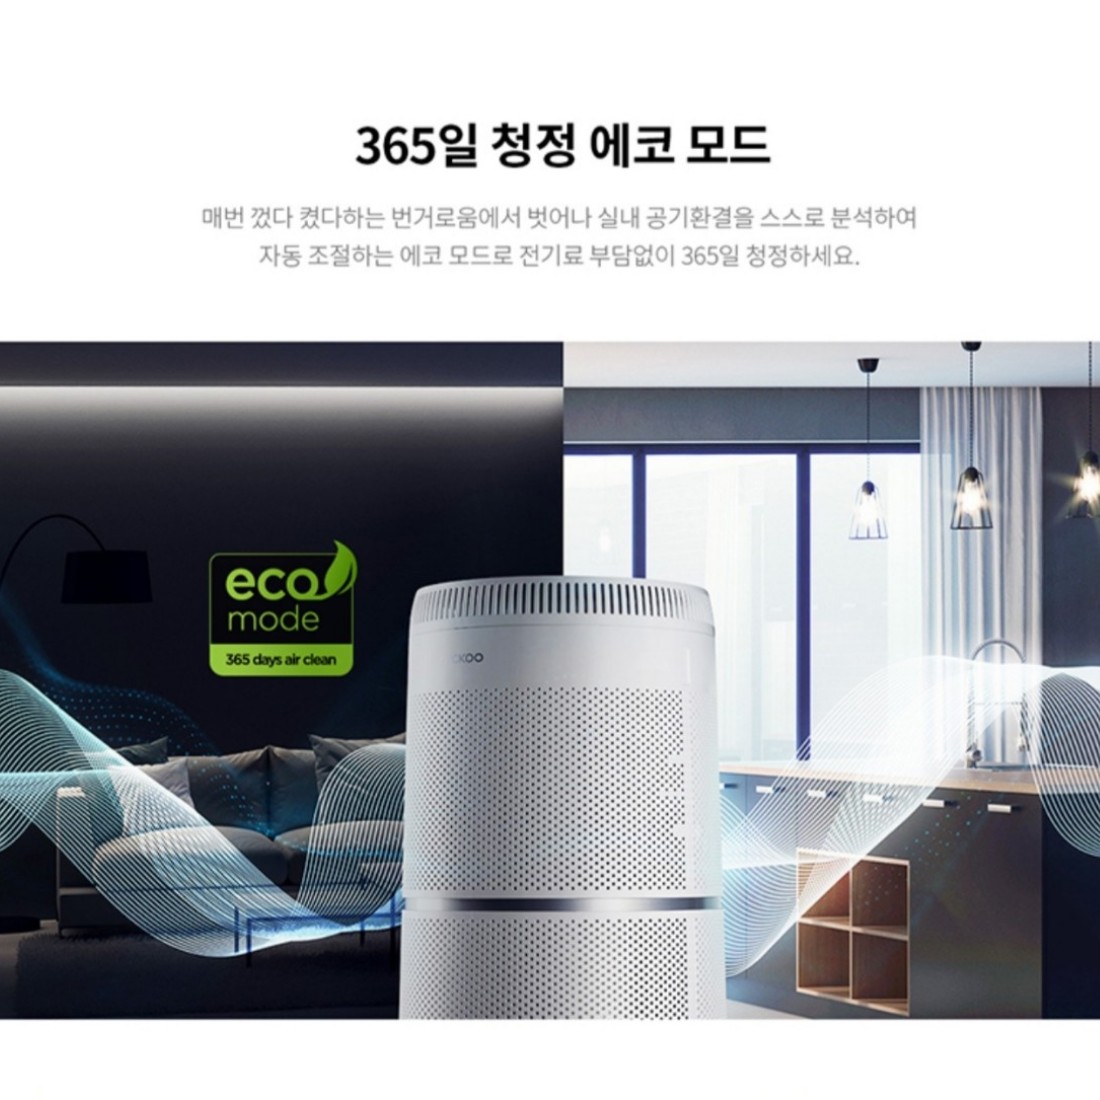 365일 청정 에코 모드
매번 껐다 켰다하는 번거로움에서 벗어나 실내 공기환결을 스스로 분석하여
자동 조절하는 에코 모드로 전기료 부담없이 365일 청정하세요.
eco
mode
365 days air clean